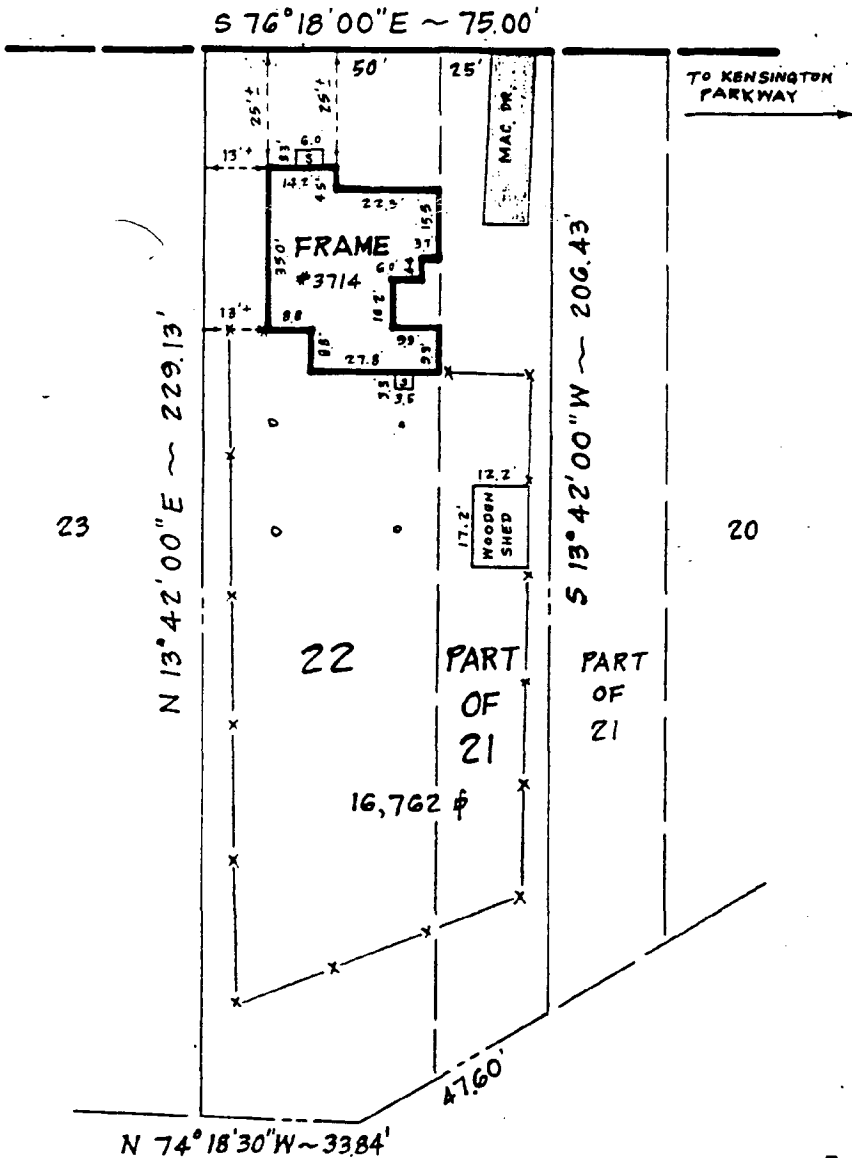 S 76°18'00"E ~ 75.00'
50'
25'
TO KENSINGTON
PARKWAY
25'+
25'+
MAC. DR.
13'+
6.0
S
14.2'
4.5'
22.3'
15.5
3.7
FRAME
#3714
35.0'
6.0'
13'+
8.8
8.8'
9.9'
9.3'
27.8
S
3.5
3.5
N 13°42'00"E ~ 229.13'
S 13°42'00"W ~ 206.43'
12.2'
17.2'
WOODEN
SHED
23
20
22
PART
OF
21
PART
OF
21
16,762 ⏀
47.60'
N 74°18'30"W ~ 33.84'